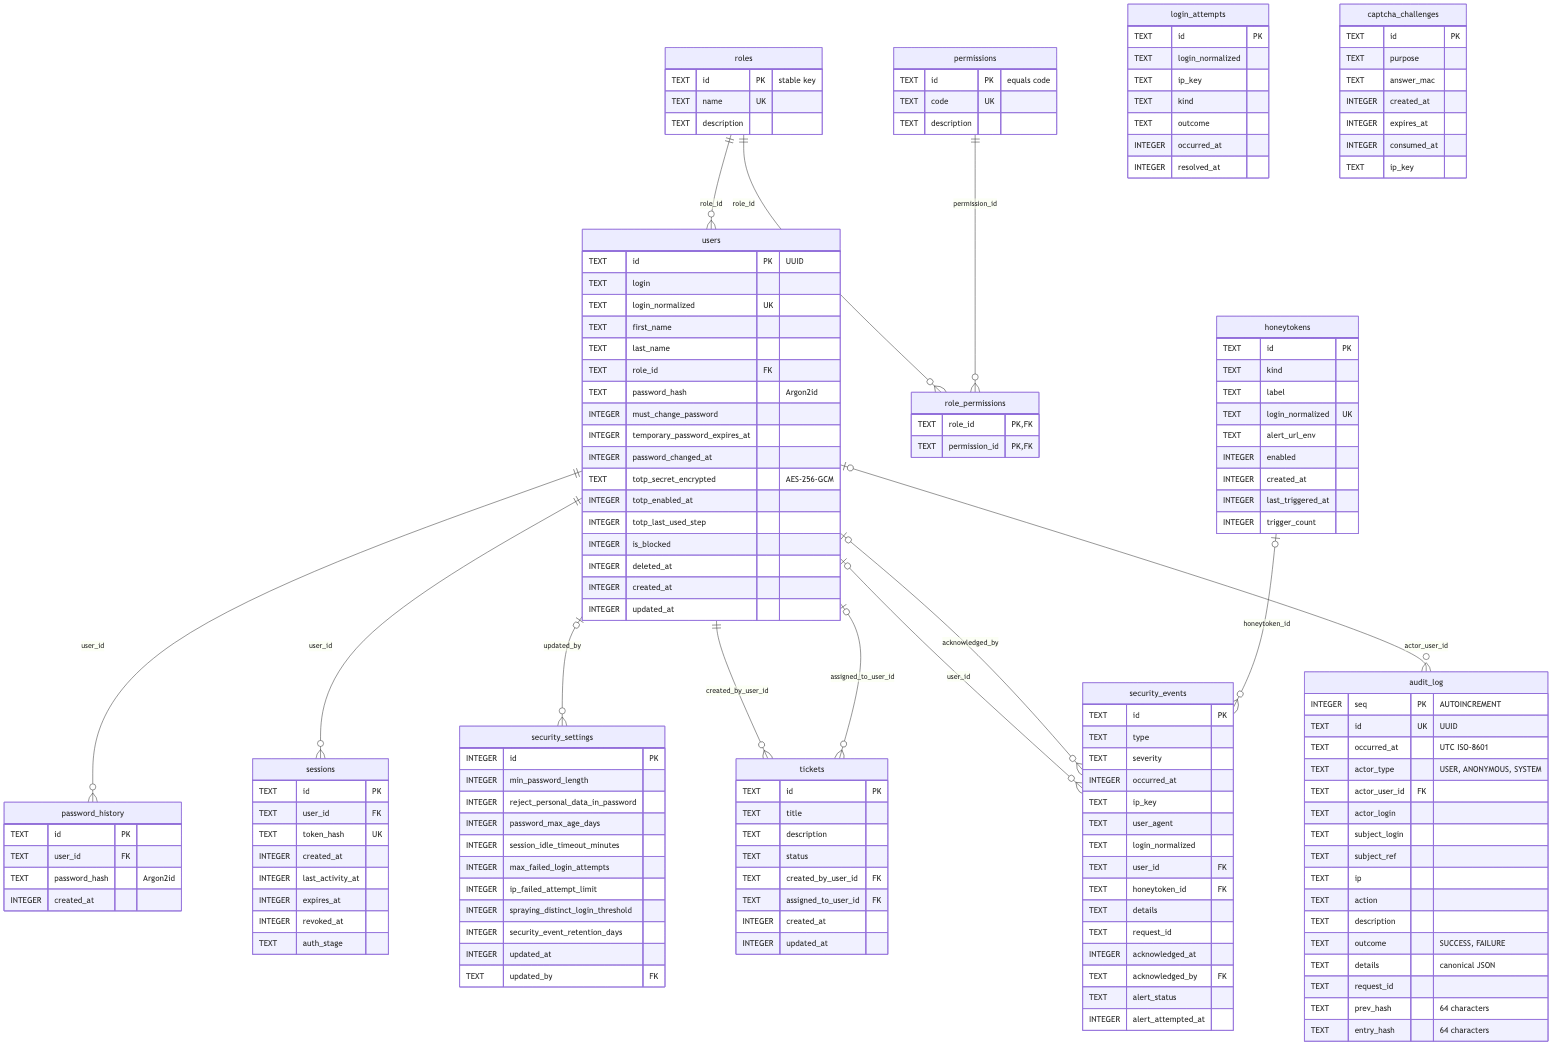 login_attempts
TEXT id PK
TEXT login_normalized
TEXT ip_key
TEXT kind
TEXT outcome
INTEGER occurred_at
INTEGER resolved_at
captcha_challenges
TEXT id PK
TEXT purpose
TEXT answer_mac
INTEGER created_at
INTEGER expires_at
INTEGER consumed_at
TEXT ip_key
roles
TEXT id PK stable key
TEXT name UK
TEXT description
permissions
TEXT id PK equals code
TEXT code UK
TEXT description
role_id
role_id
permission_id
users
TEXT id PK UUID
TEXT login
TEXT login_normalized UK
TEXT first_name
TEXT last_name
TEXT role_id FK
TEXT password_hash Argon2id
INTEGER must_change_password
INTEGER temporary_password_expires_at
INTEGER password_changed_at
TEXT totp_secret_encrypted AES-256-GCM
INTEGER totp_enabled_at
INTEGER totp_last_used_step
INTEGER is_blocked
INTEGER deleted_at
INTEGER created_at
INTEGER updated_at
role_permissions
TEXT role_id PK,FK
TEXT permission_id PK,FK
honeytokens
TEXT id PK
TEXT kind
TEXT label
TEXT login_normalized UK
TEXT alert_url_env
INTEGER enabled
INTEGER created_at
INTEGER last_triggered_at
INTEGER trigger_count
user_id
user_id
updated_by
created_by_user_id
assigned_to_user_id
acknowledged_by
user_id
honeytoken_id
actor_user_id
password_history
TEXT id PK
TEXT user_id FK
TEXT password_hash Argon2id
INTEGER created_at
sessions
TEXT id PK
TEXT user_id FK
TEXT token_hash UK
INTEGER created_at
INTEGER last_activity_at
INTEGER expires_at
INTEGER revoked_at
TEXT auth_stage
security_settings
INTEGER id PK
INTEGER min_password_length
INTEGER reject_personal_data_in_password
INTEGER password_max_age_days
INTEGER session_idle_timeout_minutes
INTEGER max_failed_login_attempts
INTEGER ip_failed_attempt_limit
INTEGER spraying_distinct_login_threshold
INTEGER security_event_retention_days
INTEGER updated_at
TEXT updated_by FK
tickets
TEXT id PK
TEXT title
TEXT description
TEXT status
TEXT created_by_user_id FK
TEXT assigned_to_user_id FK
INTEGER created_at
INTEGER updated_at
security_events
TEXT id PK
TEXT type
TEXT severity
INTEGER occurred_at
TEXT ip_key
TEXT user_agent
TEXT login_normalized
TEXT user_id FK
TEXT honeytoken_id FK
TEXT details
TEXT request_id
INTEGER acknowledged_at
TEXT acknowledged_by FK
TEXT alert_status
INTEGER alert_attempted_at
audit_log
INTEGER seq PK AUTOINCREMENT
TEXT id UK UUID
TEXT occurred_at UTC ISO-8601
TEXT actor_type USER, ANONYMOUS, SYSTEM
TEXT actor_user_id FK
TEXT actor_login
TEXT subject_login
TEXT subject_ref
TEXT ip
TEXT action
TEXT description
TEXT outcome SUCCESS, FAILURE
TEXT details canonical JSON
TEXT request_id
TEXT prev_hash 64 characters
TEXT entry_hash 64 characters